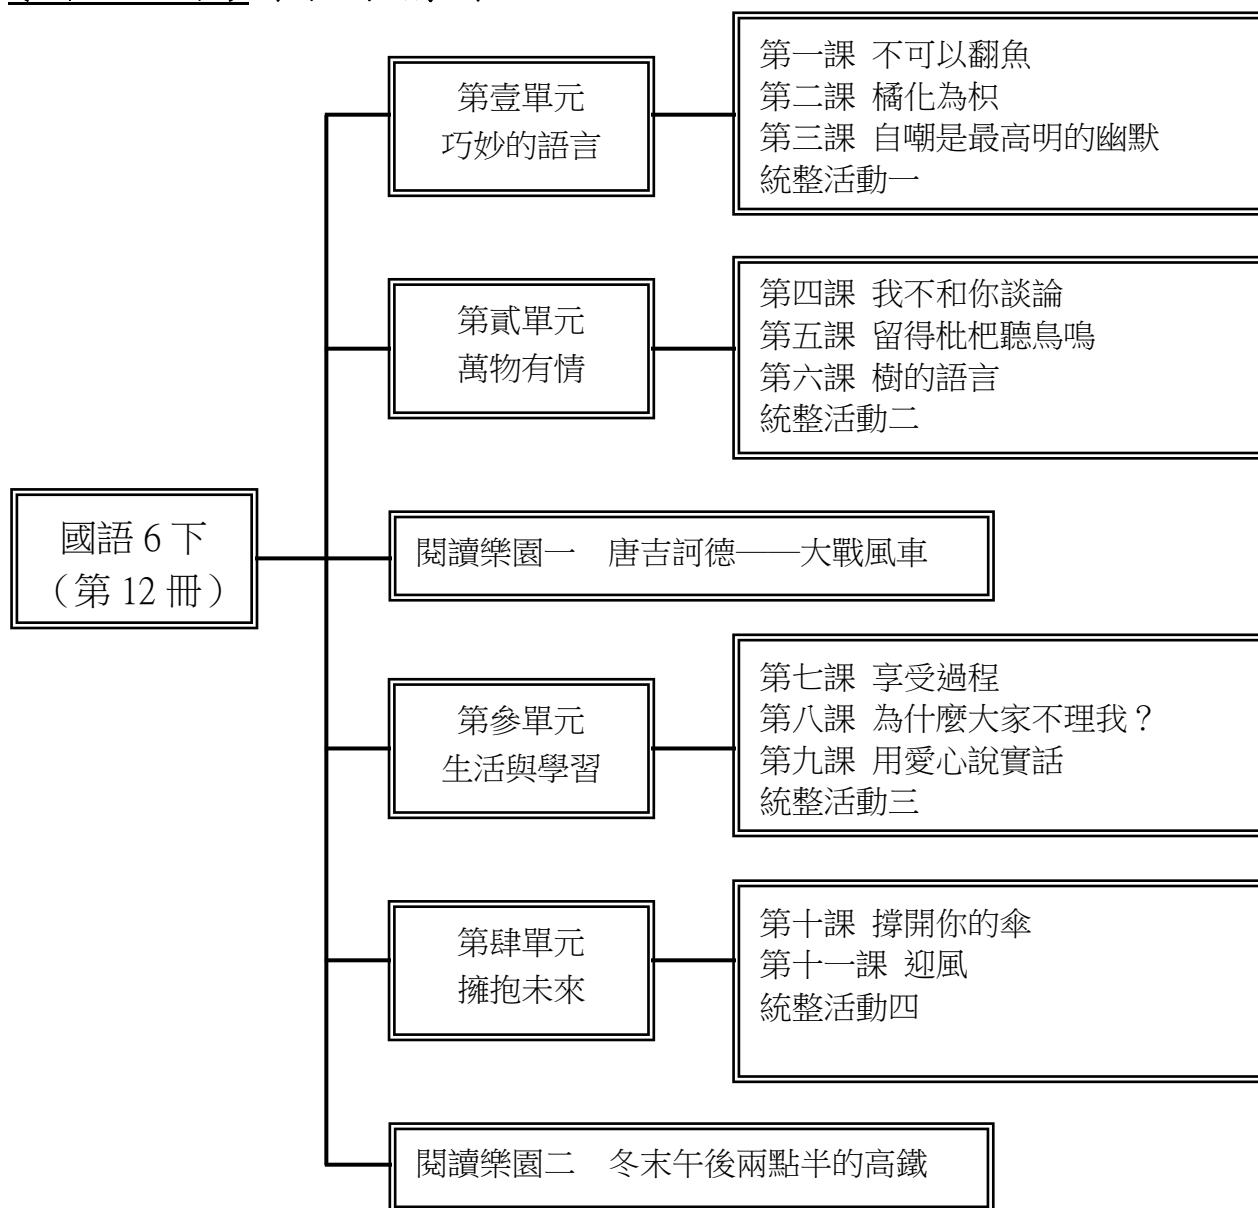 第壹單元
巧妙的語言
第一課 不可以翻魚
第二課 橘化為枳
第三課 自嘲是最高明的幽默
統整活動一
第貳單元
萬物有情
第四課 我不和你談論
第五課 留得枇杷聽鳥鳴
第六課 樹的語言
統整活動二
國語 6 下
（第 12 冊）
閱讀樂園一 唐吉訶德——大戰風車
第參單元
生活與學習
第七課 享受過程
第八課 為什麼大家不理我？
第九課 用愛心說實話
統整活動三
第肆單元
擁抱未來
第十課 撐開你的傘
第十一課 迎風
統整活動四
閱讀樂園二 冬末午後兩點半的高鐵